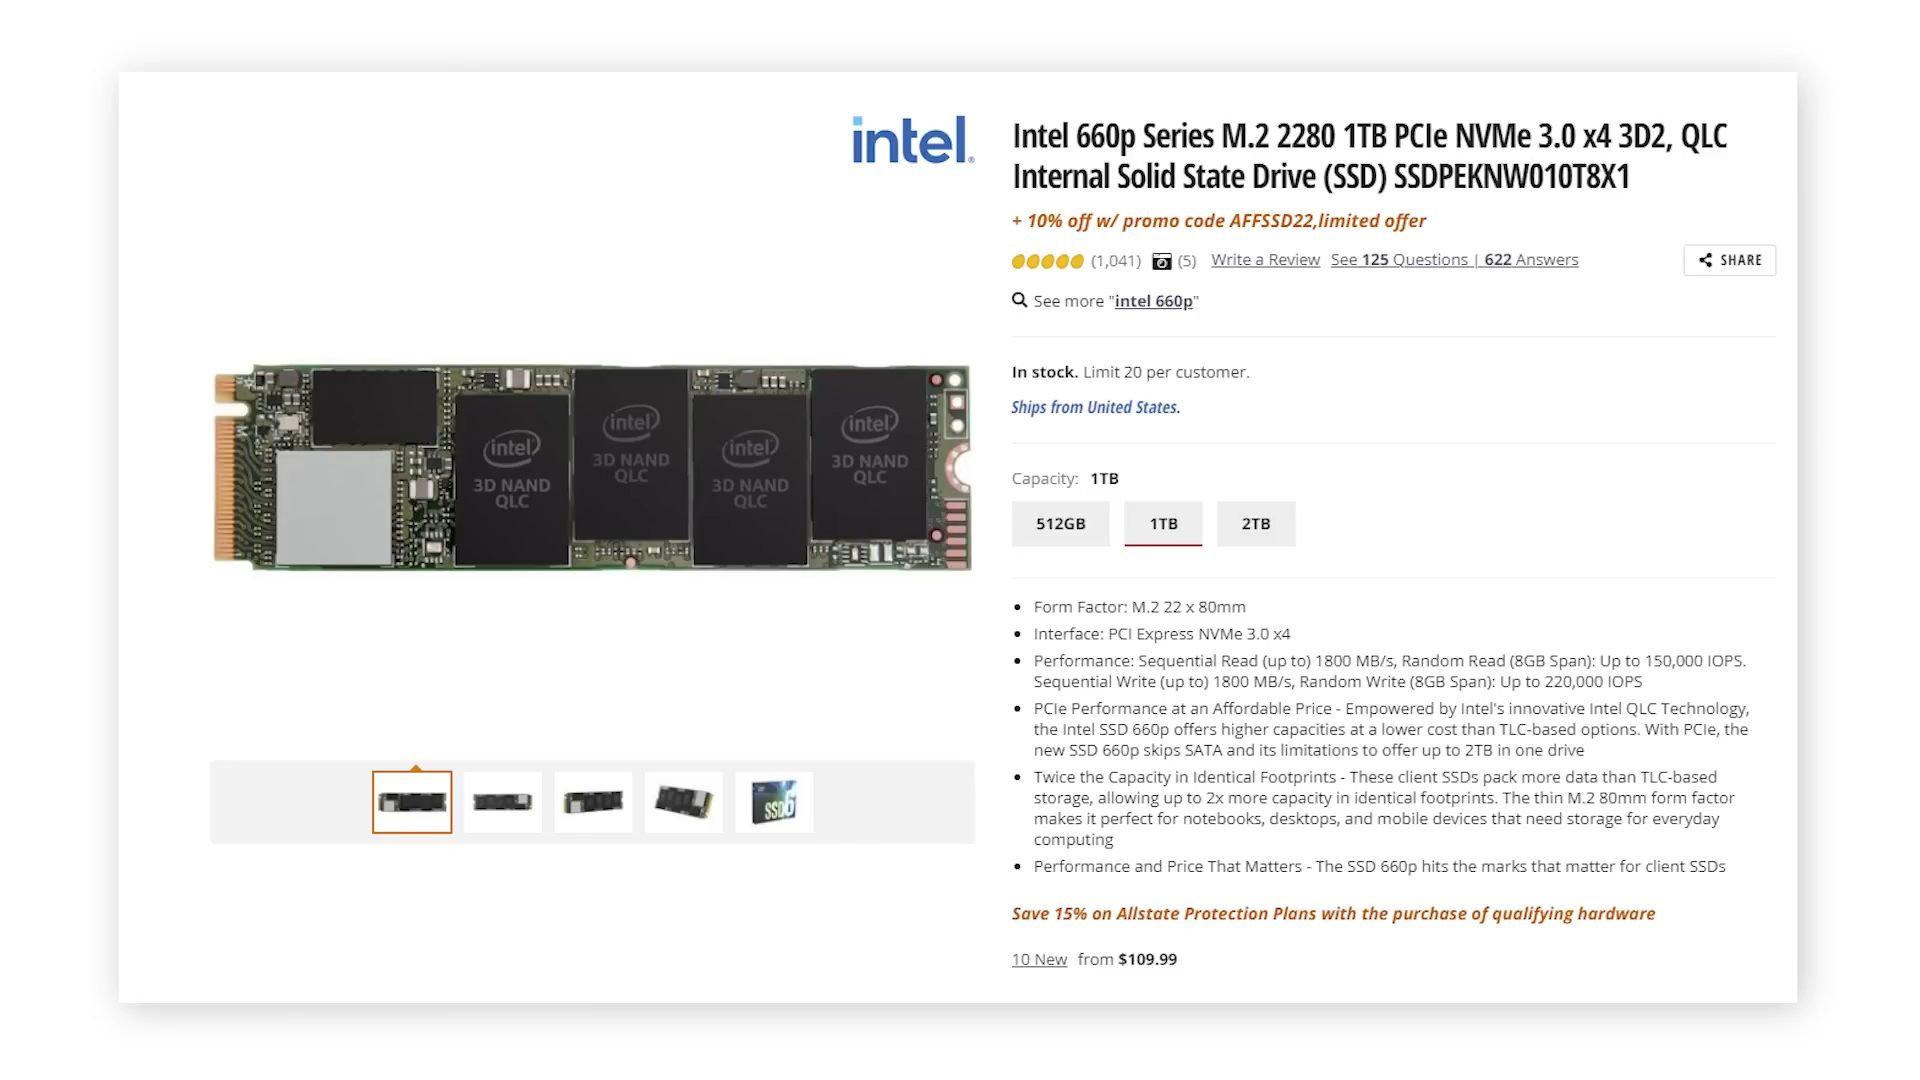 intel.
Intel 660p Series M.2 2280 1TB PCIe NVMe 3.0 x4 3D2, QLC
Internal Solid State Drive (SSD) SSDPEKNW010T8X1
+ 10% off w/ promo code AFFSSD22,limited offer
(1,041) (5) Write a Review See 125 Questions | 622 Answers
SHARE
See more "intel 660p"
In stock. Limit 20 per customer.
Ships from United States.
intel
3D NAND
QLC
intel
3D NAND
QLC
intel
3D NAND
QLC
intel
3D NAND
QLC
Capacity: 1TB
512GB
1TB
2TB
Form Factor: M.2 22 x 80mm
Interface: PCI Express NVMe 3.0 x4
Performance: Sequential Read (up to) 1800 MB/s, Random Read (8GB Span): Up to 150,000 IOPS.
Sequential Write (up to) 1800 MB/s, Random Write (8GB Span): Up to 220,000 IOPS
PCIe Performance at an Affordable Price - Empowered by Intel's innovative Intel QLC Technology,
the Intel SSD 660p offers higher capacities at a lower cost than TLC-based options. With PCIe, the
new SSD 660p skips SATA and its limitations to offer up to 2TB in one drive
Twice the Capacity in Identical Footprints - These client SSDs pack more data than TLC-based
storage, allowing up to 2x more capacity in identical footprints. The thin M.2 80mm form factor
makes it perfect for notebooks, desktops, and mobile devices that need storage for everyday
computing
Performance and Price That Matters - The SSD 660p hits the marks that matter for client SSDs
SSD6
Save 15% on Allstate Protection Plans with the purchase of qualifying hardware
10 New from $109.99